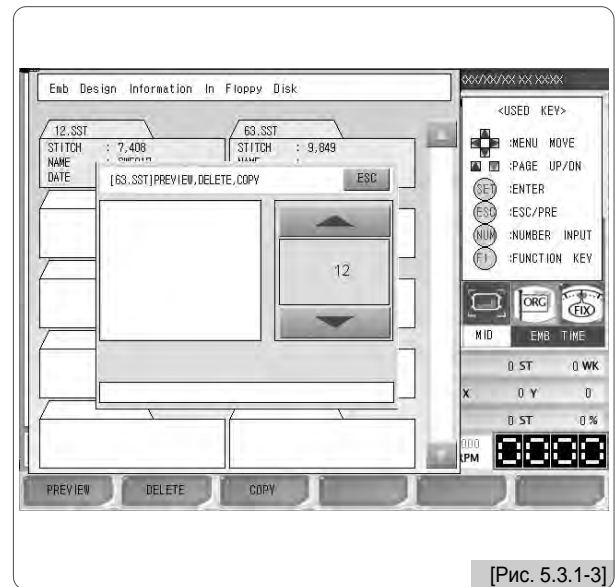 Emb Design Information In Floppy Disk
12.SST
STITCH : 7,408
NAME :
DATE
63.SST
STITCH : 9,849
[63.SST]PREVIEW,DELETE,COPY
ESC
12
<USED KEY>
:MENU MOVE
:PAGE UP/DN
SET :ENTER
ESC :ESC/PRE
NUM :NUMBER INPUT
F1 :FUNCTION KEY
ORG
FIX
MID
EMB TIME
0 ST 0 WK
X 0 Y 0
0 ST 0 %
RPM 0000
PREVIEW
DELETE
COPY
[Рис. 5.3.1-3]